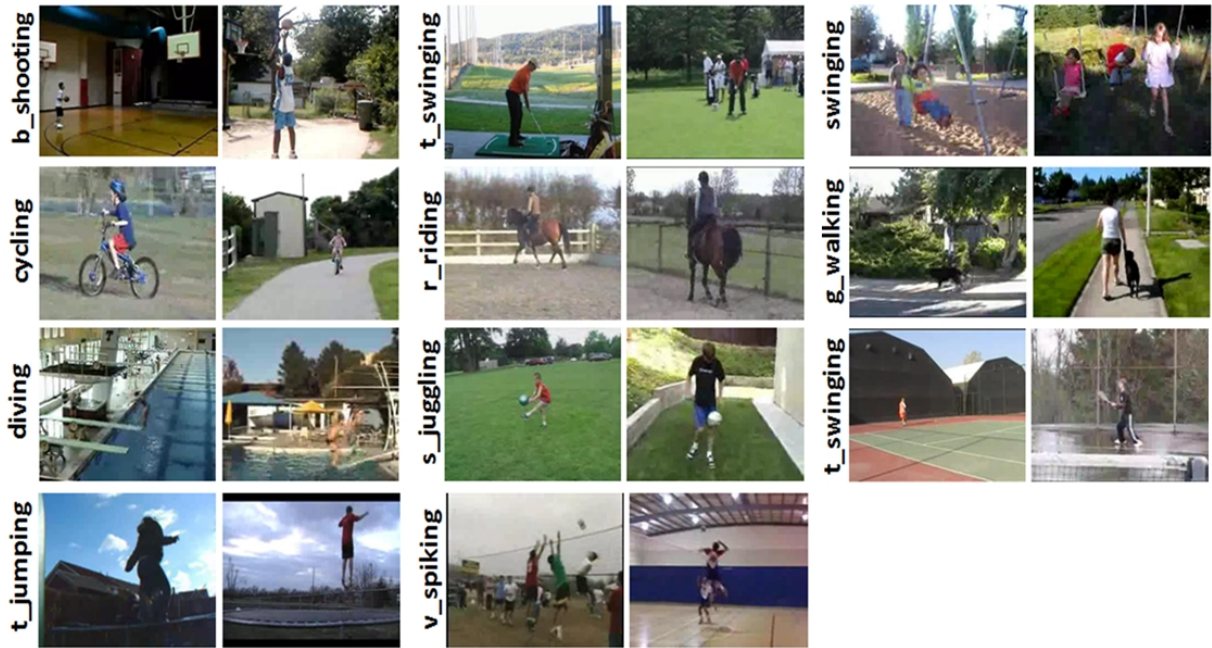 b_shooting
t_swinging
swinging
cycling
r_riding
g_walking
diving
s_juggling
t_swinging
t_jumping
v_spiking